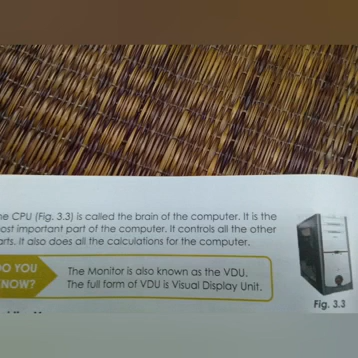 he CPU (Fig. 3.3) is called the brain of the computer. It is the
ost important part of the computer. It controls all the other
arts. It also does all the calculations for the computer.
DO YOU
KNOW?
The Monitor is also known as the VDU.
The full form of VDU is Visual Display Unit.
Fig. 3.3